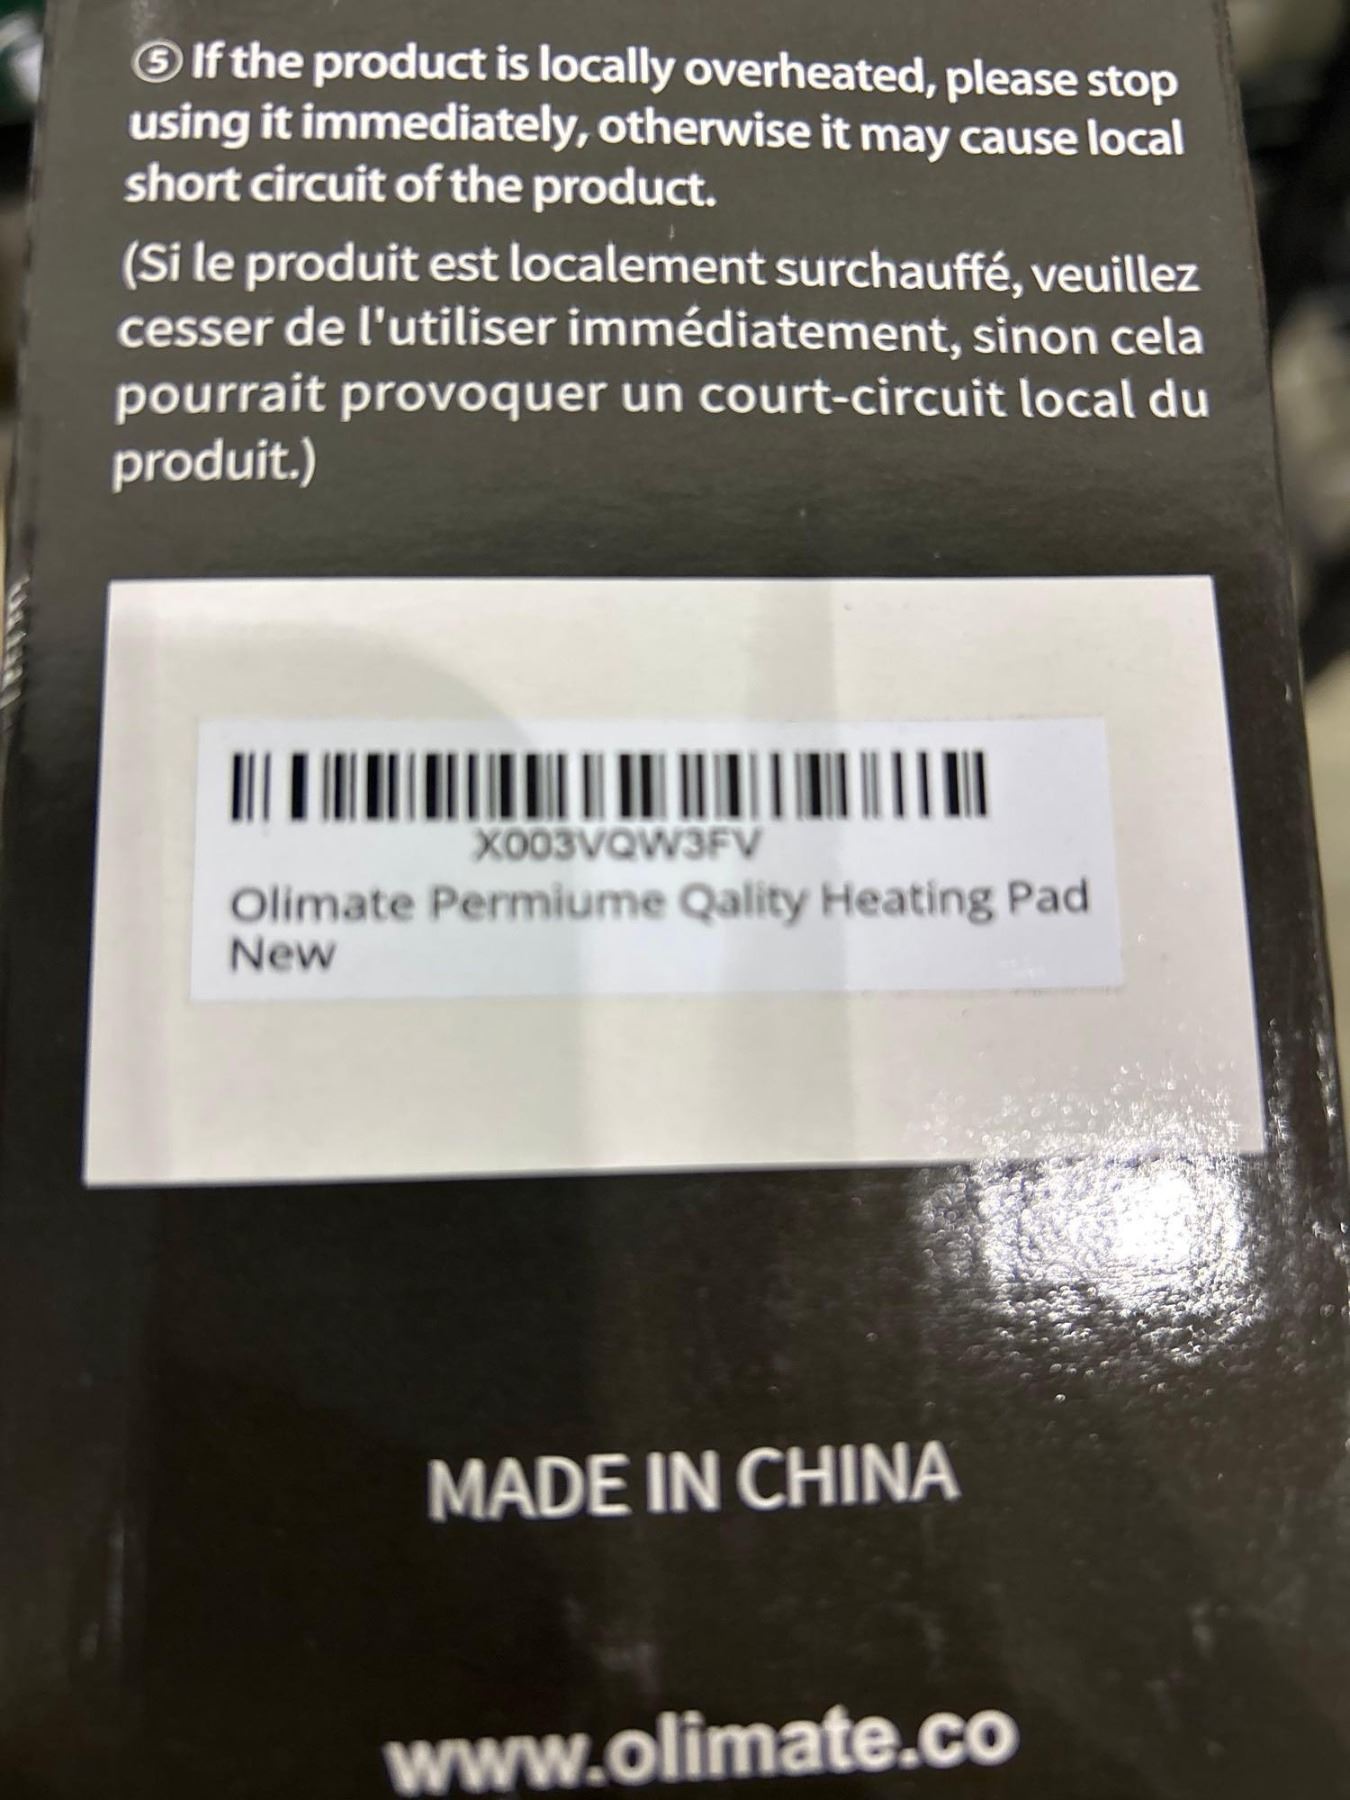 ⑤ If the product is locally overheated, please stop
using it immediately, otherwise it may cause local
short circuit of the product.
(Si le produit est localement surchauffé, veuillez
cesser de l'utiliser immédiatement, sinon cela
pourrait provoquer un court-circuit local du
produit.)
X003VQW3FV
Olimate Permiume Qality Heating Pad
New
MADE IN CHINA
www.olimate.co